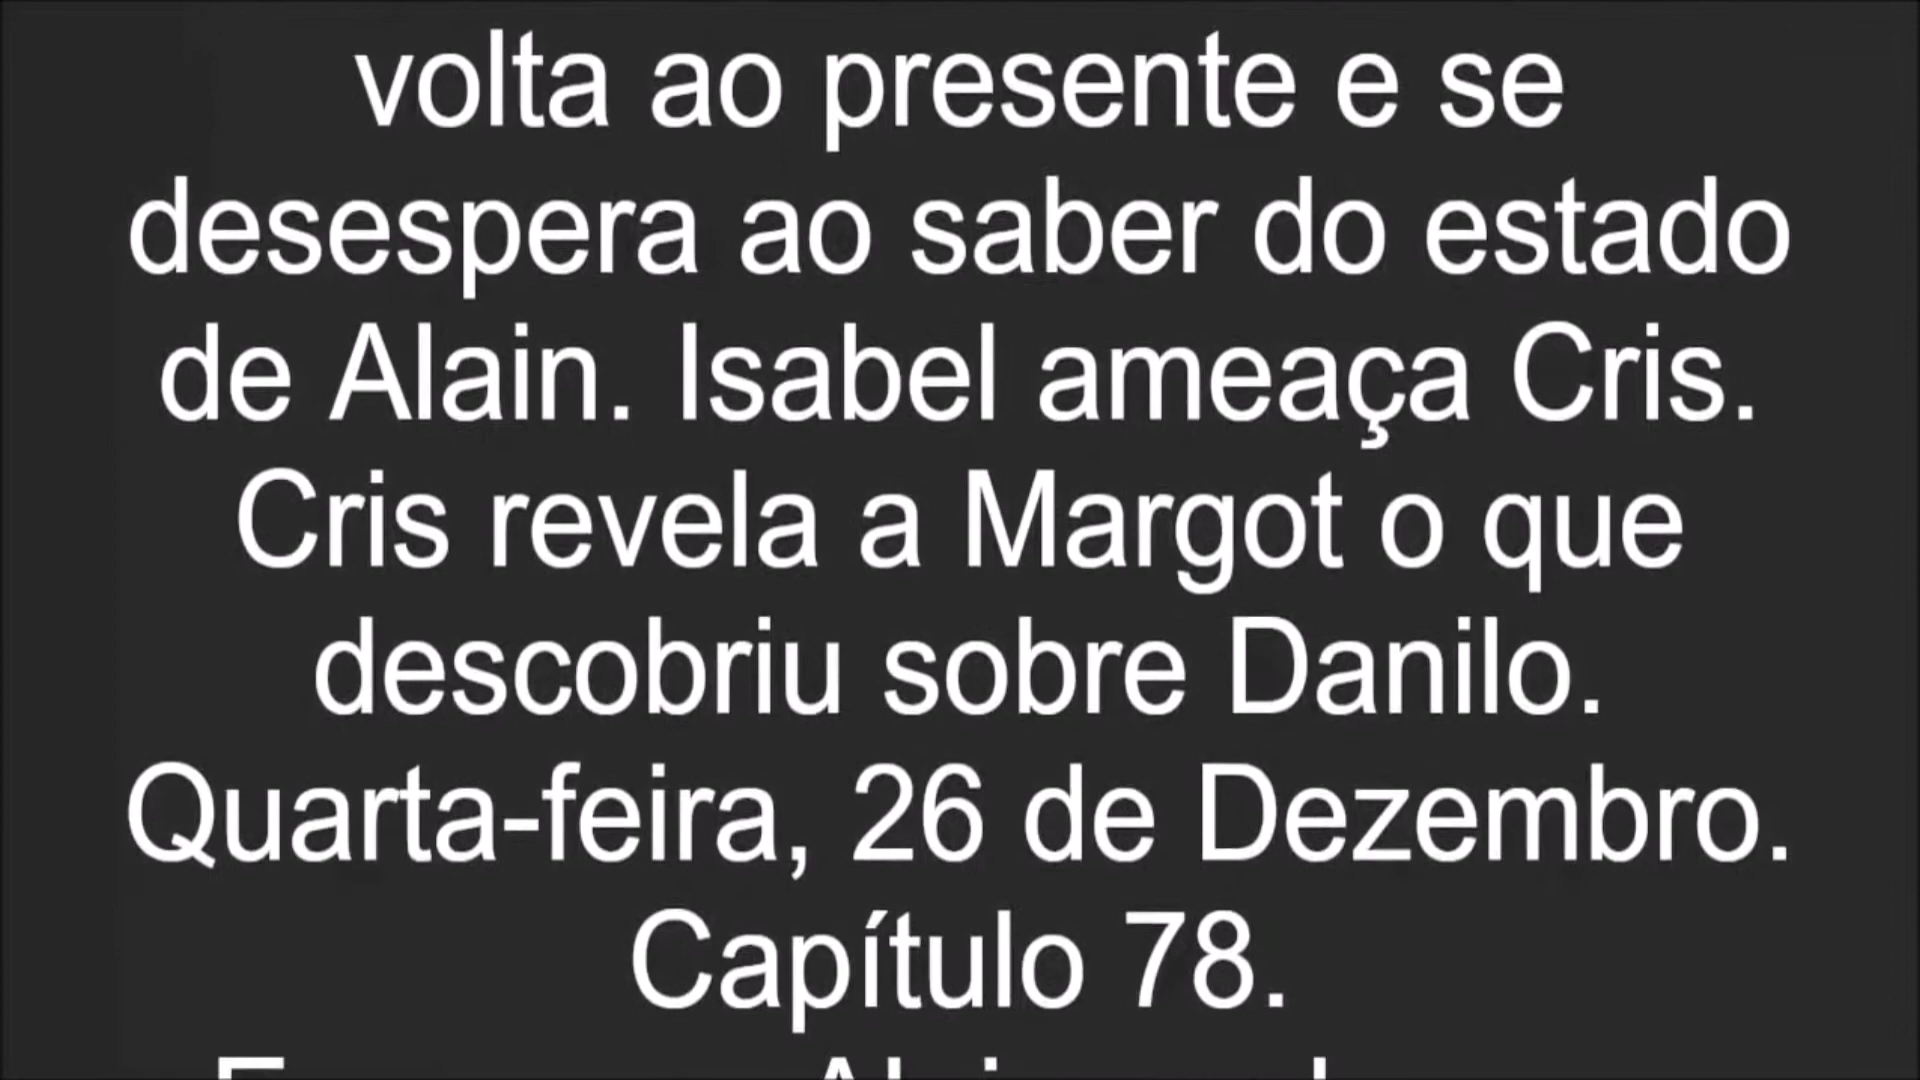 volta ao presente e se
desespera ao saber do estado
de Alain. Isabel ameaça Cris.
Cris revela a Margot o que
descobriu sobre Danilo.
Quarta-feira, 26 de Dezembro.
Capítulo 78.